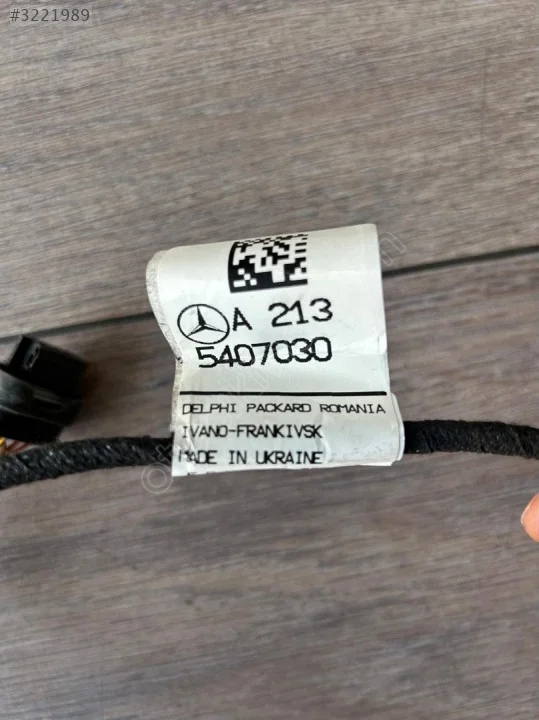 #3221989
A 213
5407030
DELPHI PACKARD ROMANIA
IVANO-FRANKIVSK
MADE IN UKRAINE